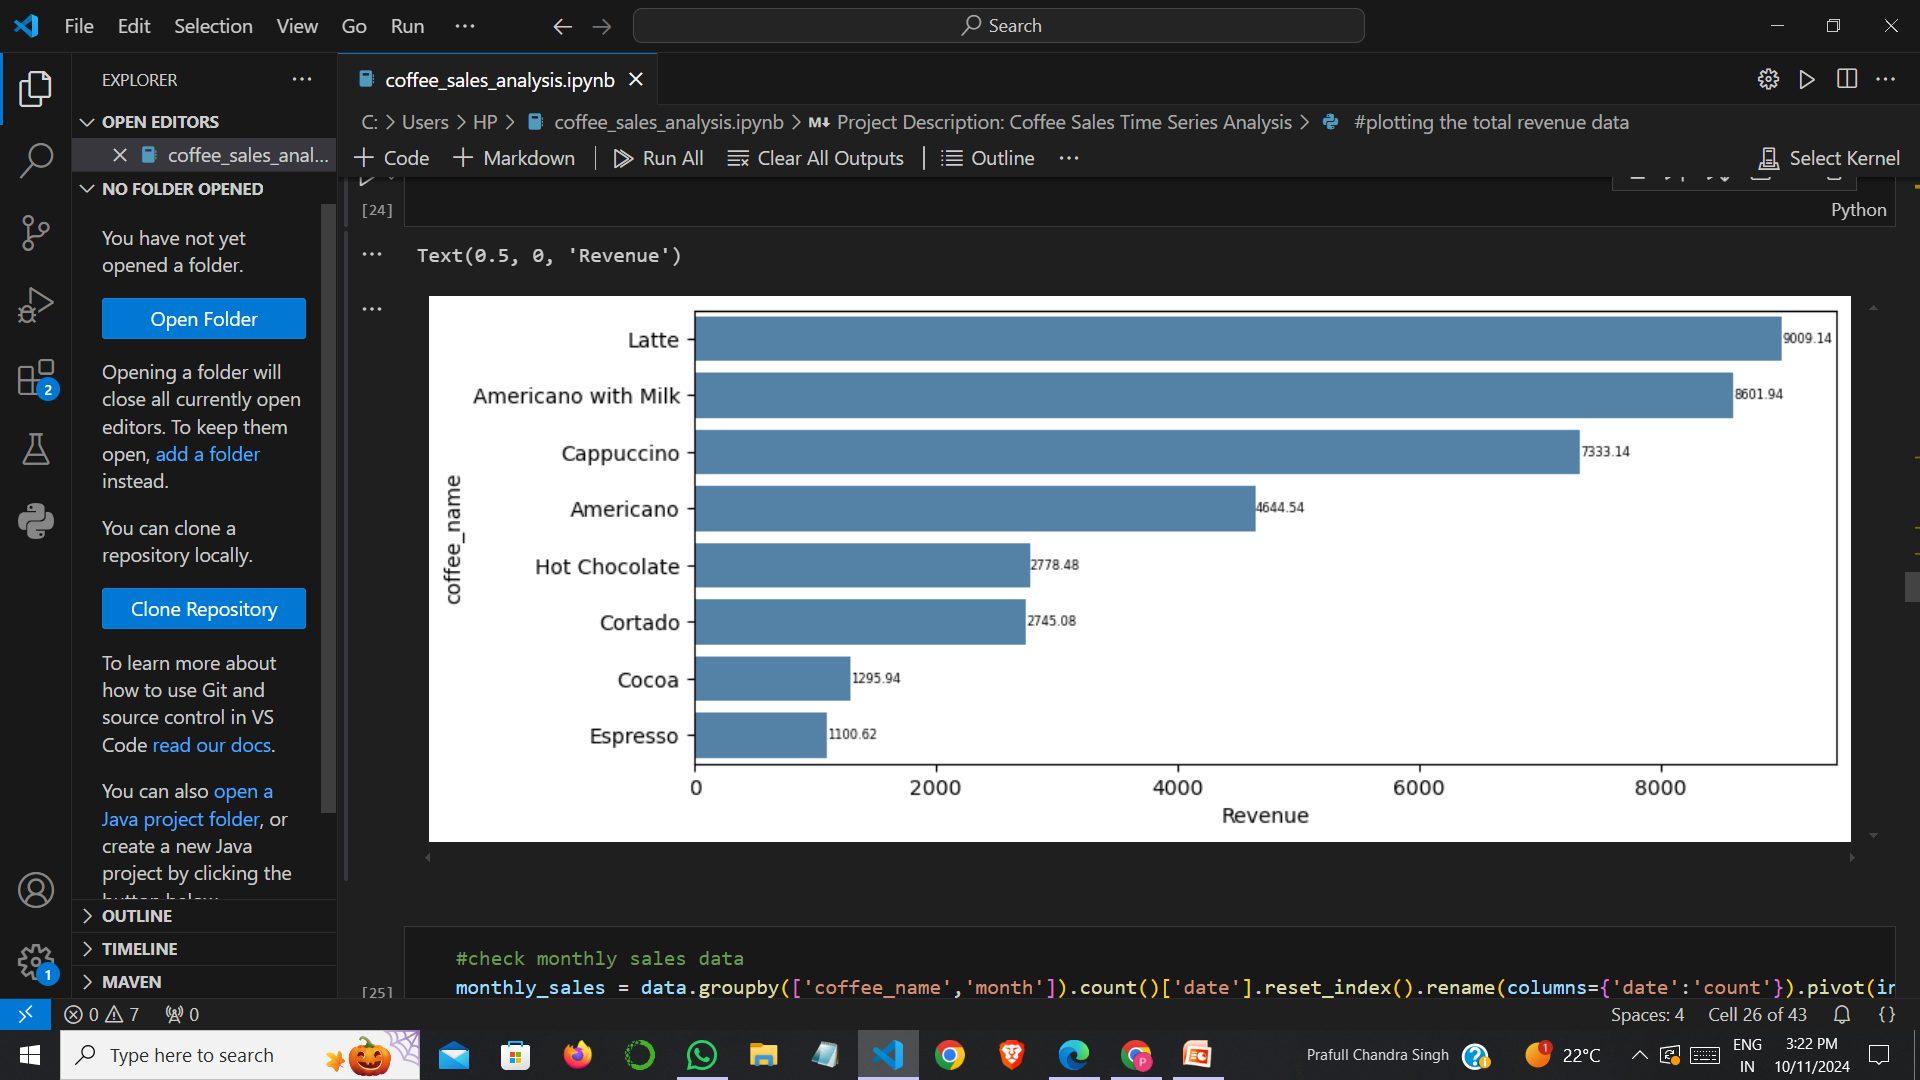 File Edit Selection View Go Run ···
Search
EXPLORER ···
coffee_sales_analysis.ipynb
OPEN EDITORS
coffee_sales_anal...
NO FOLDER OPENED
You have not yet
opened a folder.
Open Folder
Opening a folder will
close all currently open
editors. To keep them
open, add a folder
instead.
You can clone a
repository locally.
Clone Repository
To learn more about
how to use Git and
source control in VS
Code read our docs.
You can also open a
Java project folder, or
create a new Java
project by clicking the
OUTLINE
TIMELINE
MAVEN
2
1
C: > Users > HP > coffee_sales_analysis.ipynb > M↓ Project Description: Coffee Sales Time Series Analysis > #plotting the total revenue data
+ Code + Markdown | Run All Clear All Outputs | Outline ···
Select Kernel
[24]
Python
Text(0.5, 0, 'Revenue')
coffee_name
Latte 9009.14
Americano with Milk 8601.94
Cappuccino 7333.14
Americano 4644.54
Hot Chocolate 2778.48
Cortado 2745.08
Cocoa 1295.94
Espresso 1100.62
0 2000 4000 6000 8000
Revenue
#check monthly sales data
[25]
monthly_sales = data.groupby(['coffee_name','month']).count()['date'].reset_index().rename(columns={'date':'count'}).pivot(in
0 7 0
Spaces: 4 Cell 26 of 43 {}
Type here to search
Prafull Chandra Singh
1
22°C
ENG
IN
3:22 PM
10/11/2024